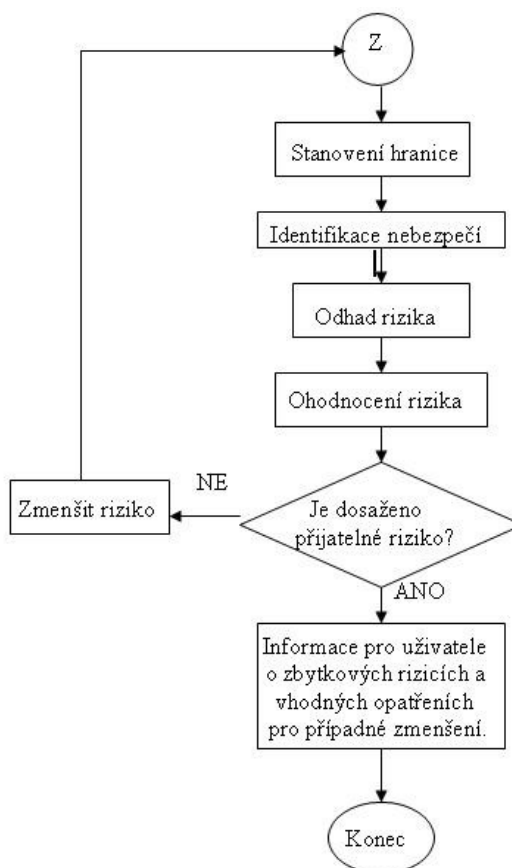 Z
Stanovení hranice
Identifikace nebezpečí
Odhad rizika
Ohodnocení rizika
NE
Zmenšit riziko
Je dosaženo
přijatelné riziko?
ANO
Informace pro uživatele
o zbytkových rizicích a
vhodných opatřeních
pro případné zmenšení.
Konec